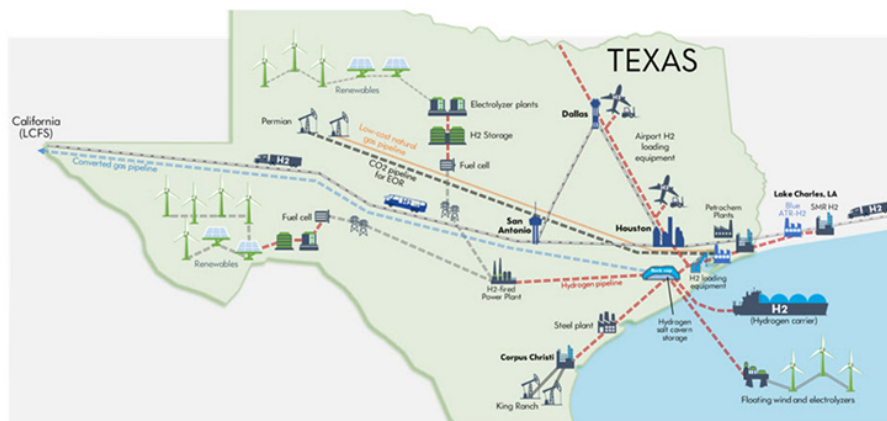 TEXAS
California
(LCFS)
Renewables
Electrolyzer plants
H2 Storage
Fuel cell
Permian
Low-cost natural
gas pipeline
CO2 pipeline
for EOR
Dallas
Airport H2
loading
equipment
H2
Converted gas pipeline
H2
Fuel cell
Renewables
San
Antonio
Houston
Petrochem
Plants
Lake Charles, LA
Blue
ATR-H2
SMR H2
H2
H2-fired
Power Plant
Hydrogen pipeline
H2 loading
equipment
Hydrogen
salt cavern
storage
H2
(Hydrogen carrier)
Steel plant
Corpus Christi
King Ranch
Floating wind and electrolyzers